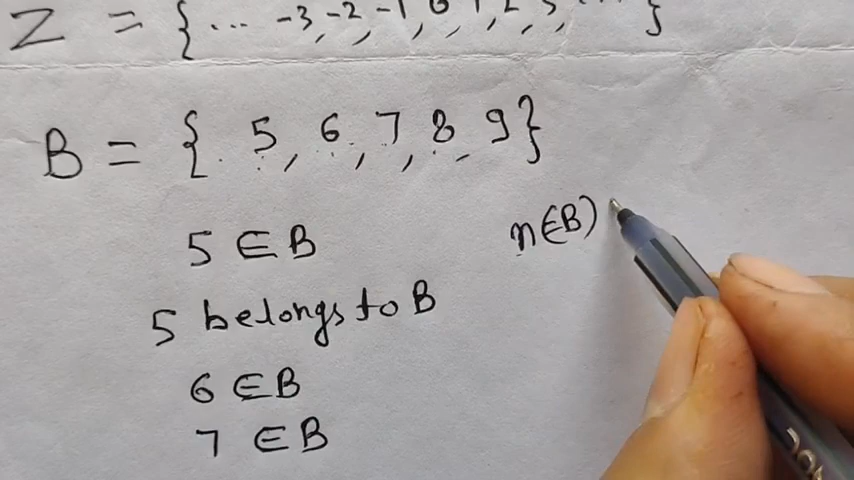 Z = {... -3, -2, -1, 0, 1, 2, 3, ... }
B = { 5, 6, 7, 8, 9}
5 ∈ B
n(B)
5 belongs to B
6 ∈ B
7 ∈ B